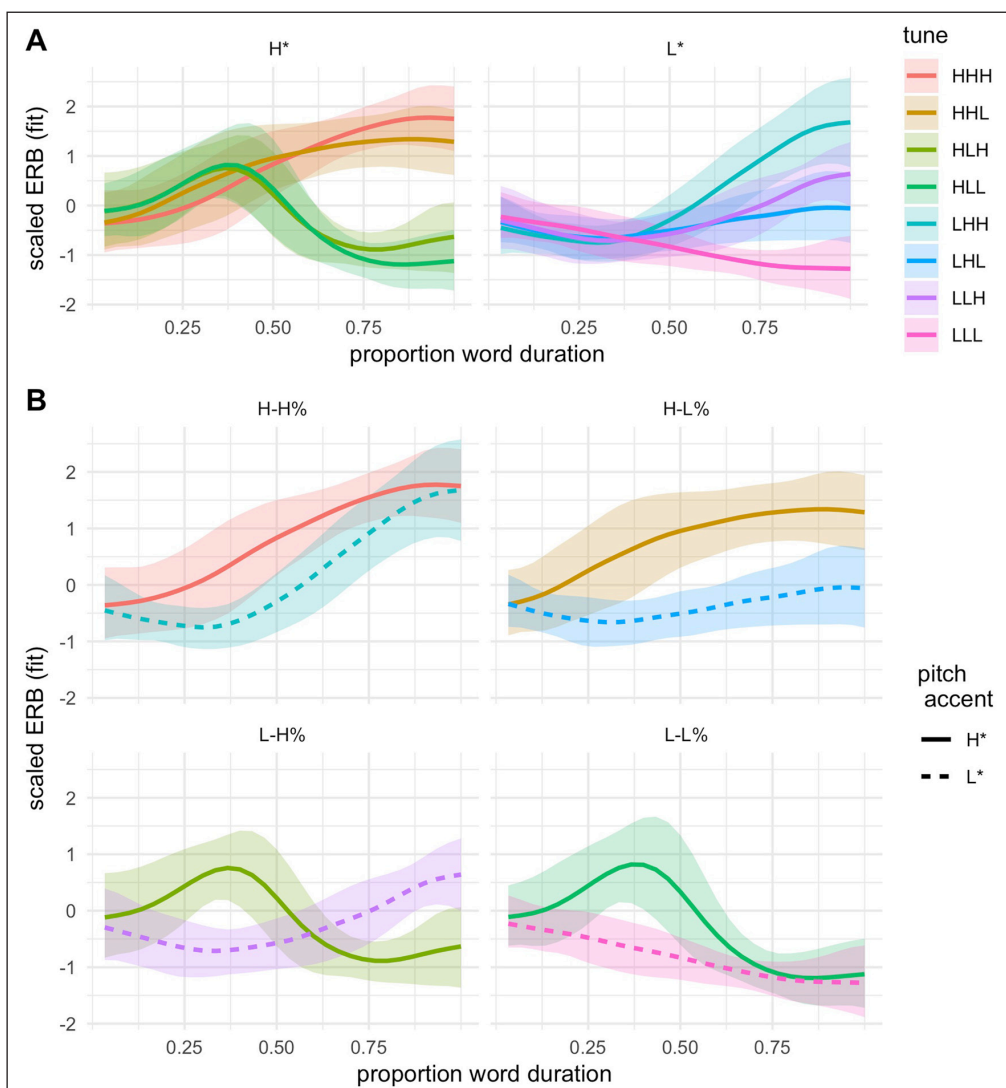 A
H*
L*
scaled ERB (fit)
2
1
0
-1
-2
0.25
0.50
0.75
0.25
0.50
0.75
proportion word duration
tune
HHH
HHL
HLH
HLL
LHH
LHL
LLH
LLL
B
H-H%
H-L%
2
1
0
-1
-2
scaled ERB (fit)
L-H%
L-L%
2
1
0
-1
-2
0.25
0.50
0.75
0.25
0.50
0.75
proportion word duration
pitch
accent
H*
L*